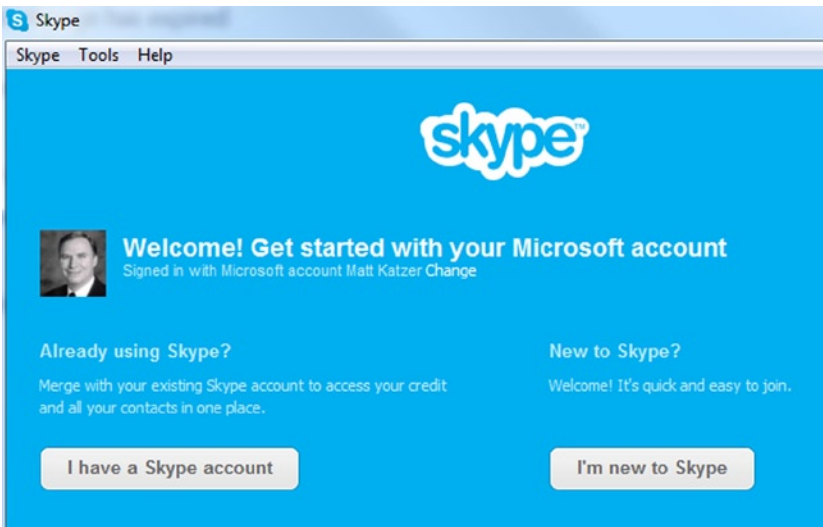 Skype
Skype Tools Help
skype™
Welcome! Get started with your Microsoft account
Signed in with Microsoft account Matt Katzer Change
Already using Skype?
Merge with your existing Skype account to access your credit
and all your contacts in one place.
I have a Skype account
New to Skype?
Welcome! It's quick and easy to join.
I'm new to Skype